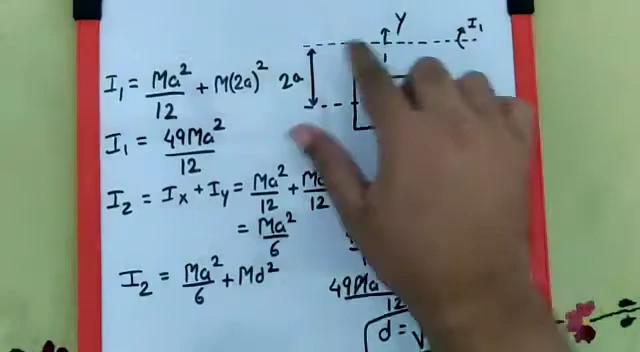 Y
I₁
I₁ = Ma²/12 + M(2a)² 2a
I₁ = 49Ma²/12
I₂ = Iₓ + Iᵧ = Ma²/12 + Ma/12
= Ma²/6
I₂ = Ma²/6 + Md²
49Ma/12
d = √